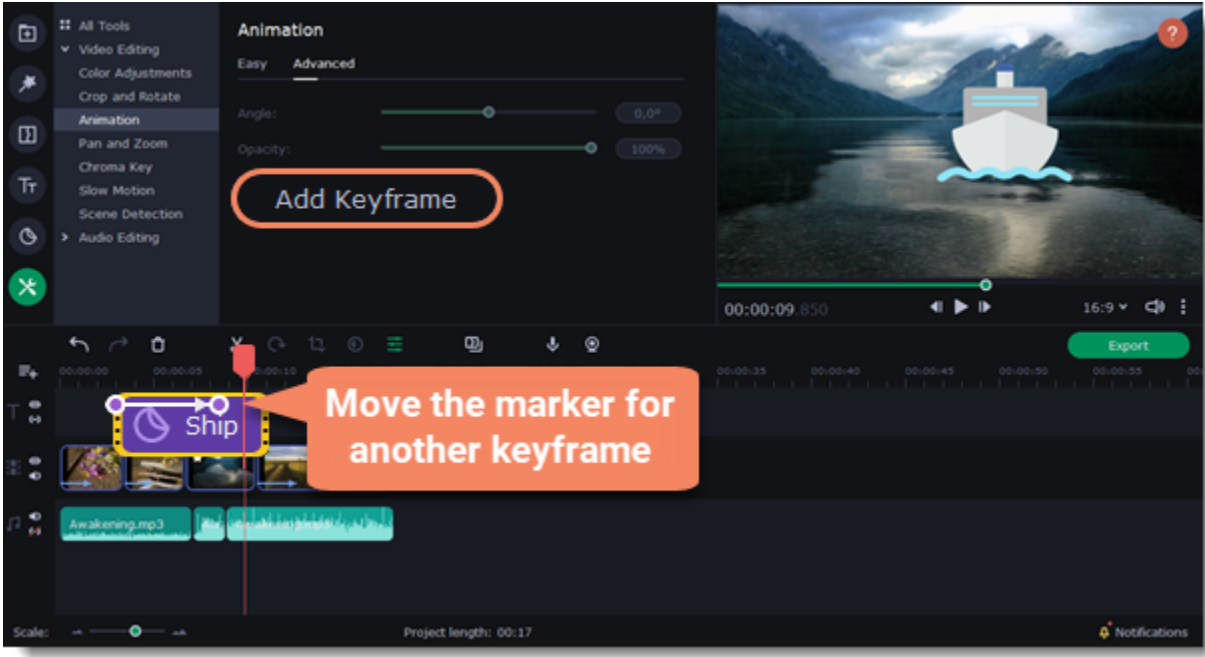 All Tools
Video Editing
Color Adjustments
Crop and Rotate
Animation
Pan and Zoom
Chroma Key
Slow Motion
Scene Detection
Audio Editing
Animation
Easy Advanced
Angle: 0,0°
Opacity: 100%
Add Keyframe
?
00:00:09.850
16:9
Export
00:00:00 00:00:05 00:00:10 00:00:35 00:00:40 00:00:45 00:00:50 00:00:55
Move the marker for
another keyframe
Ship
Awakening.mp3
Scale:
Project length: 00:17
Notifications